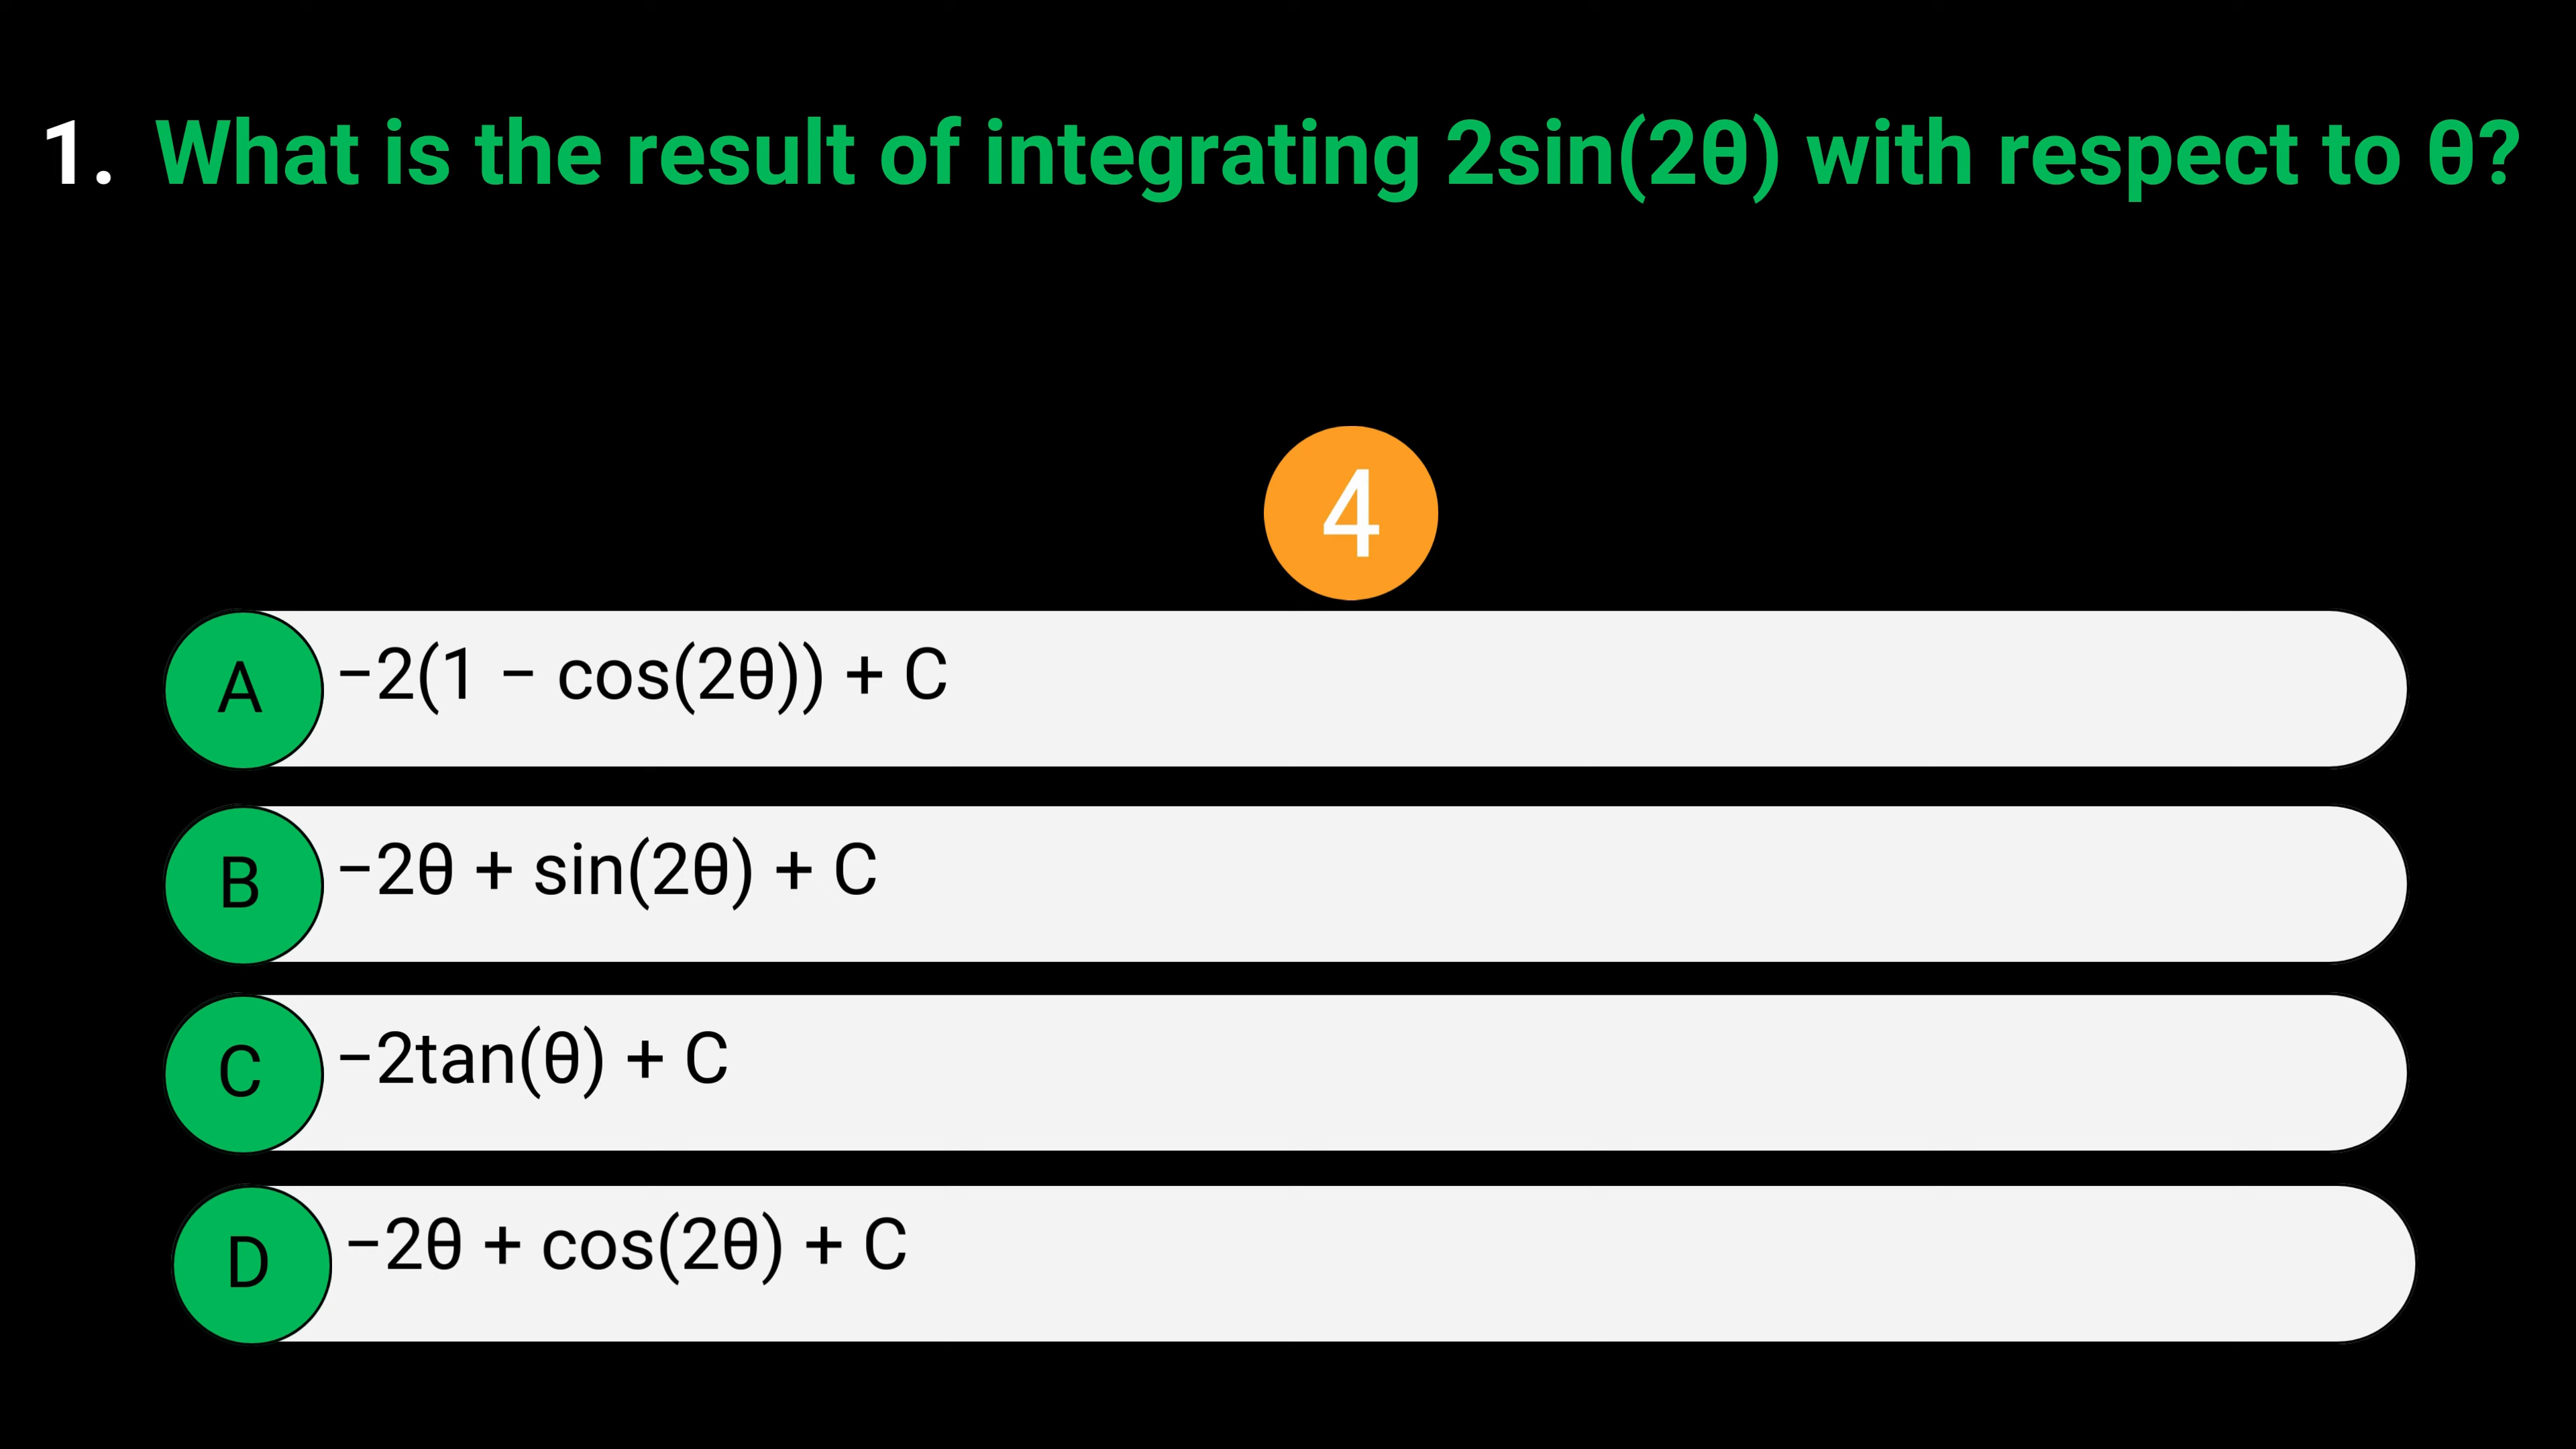 1. What is the result of integrating 2sin(2θ) with respect to θ?
4
A −2(1 − cos(2θ)) + C
B −2θ + sin(2θ) + C
C −2tan(θ) + C
D −2θ + cos(2θ) + C